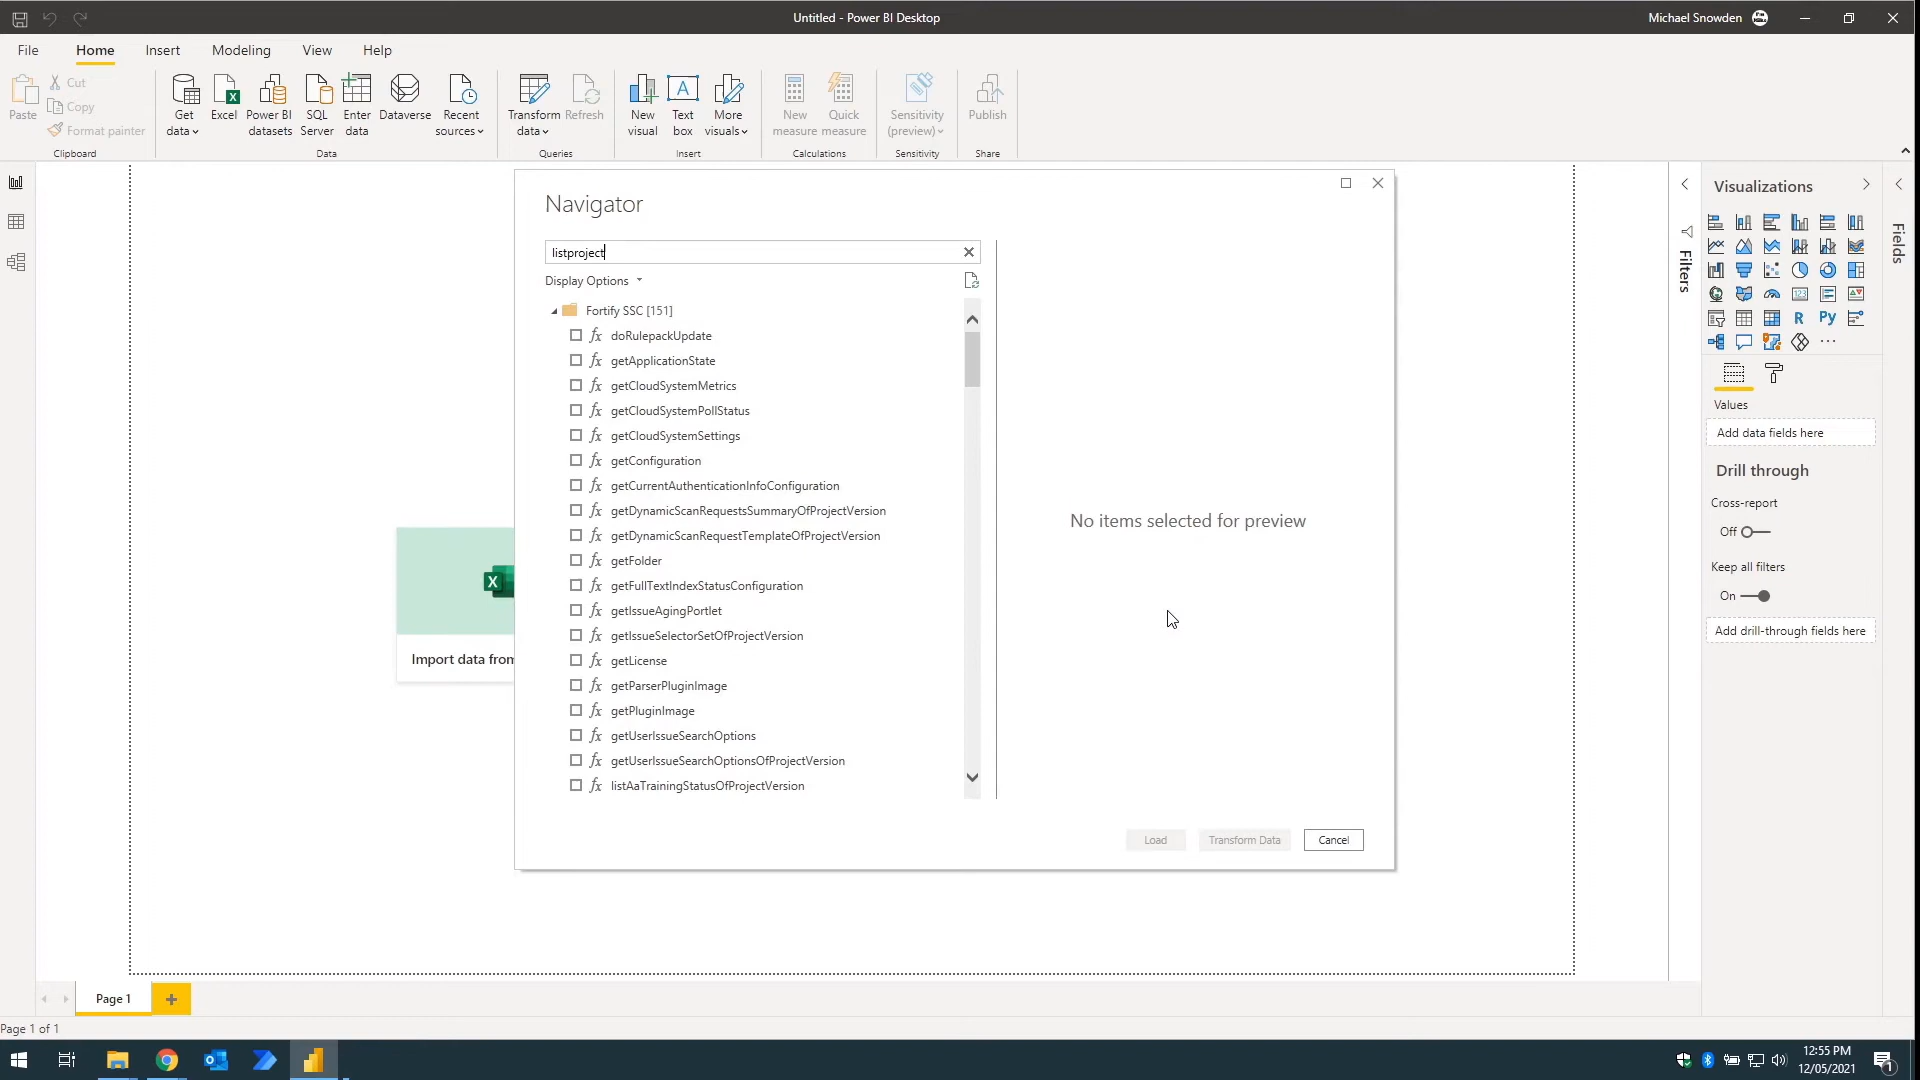 Untitled - Power BI Desktop
Michael Snowden
File
Home
Insert
Modeling
View
Help
Paste
Cut
Copy
Format painter
Clipboard
Get data
Excel
Power BI datasets
SQL Server
Enter data
Dataverse
Recent sources
Data
Transform data
Refresh
Queries
New visual
Text box
More visuals
Insert
New measure
Quick measure
Calculations
Sensitivity (preview)
Sensitivity
Publish
Share
Navigator
listproject
Display Options
Fortify SSC [151]
doRulepackUpdate
getApplicationState
getCloudSystemMetrics
getCloudSystemPollStatus
getCloudSystemSettings
getConfiguration
getCurrentAuthenticationInfoConfiguration
getDynamicScanRequestsSummaryOfProjectVersion
getDynamicScanRequestTemplateOfProjectVersion
getFolder
getFullTextIndexStatusConfiguration
getIssueAgingPortlet
getIssueSelectorSetOfProjectVersion
getLicense
getParserPluginImage
getPluginImage
getUserIssueSearchOptions
getUserIssueSearchOptionsOfProjectVersion
listAaTrainingStatusOfProjectVersion
No items selected for preview
Load
Transform Data
Cancel
Import data from
Filters
Visualizations
R
Py
123
Values
Add data fields here
Drill through
Cross-report
Off
Keep all filters
On
Add drill-through fields here
Fields
Page 1
Page 1 of 1
12:55 PM
12/05/2021
1